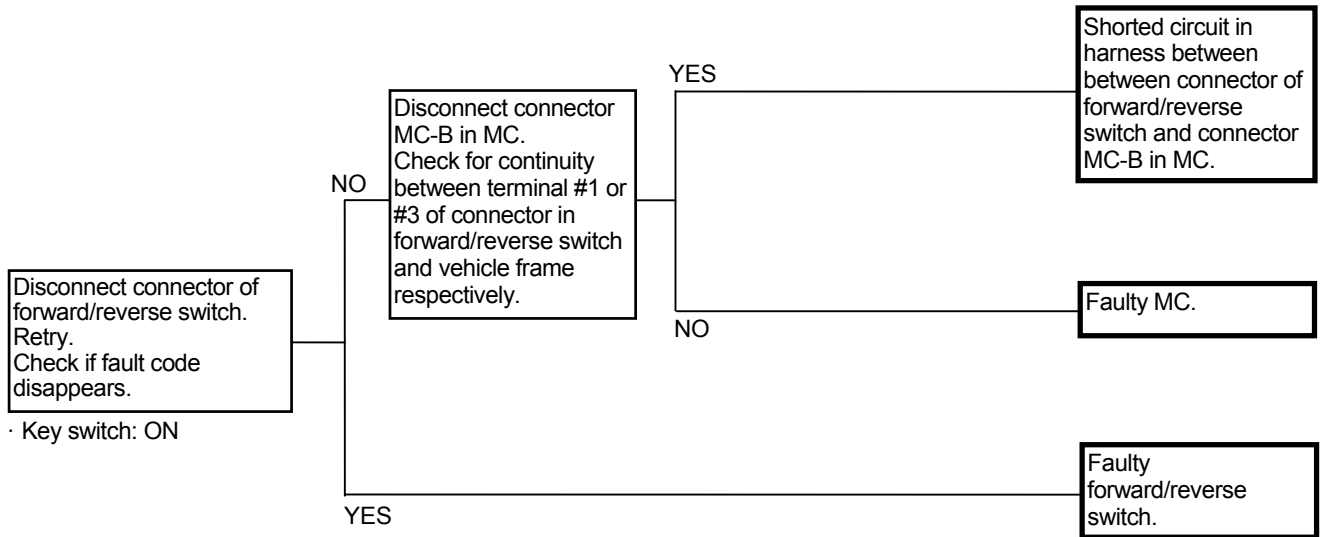 Disconnect connector of
forward/reverse switch.
Retry.
Check if fault code
disappears.
· Key switch: ON
NO
YES
Disconnect connector
MC-B in MC.
Check for continuity
between terminal #1 or
#3 of connector in
forward/reverse switch
and vehicle frame
respectively.
YES
NO
Shorted circuit in
harness between
between connector of
forward/reverse
switch and connector
MC-B in MC.
Faulty MC.
Faulty
forward/reverse
switch.